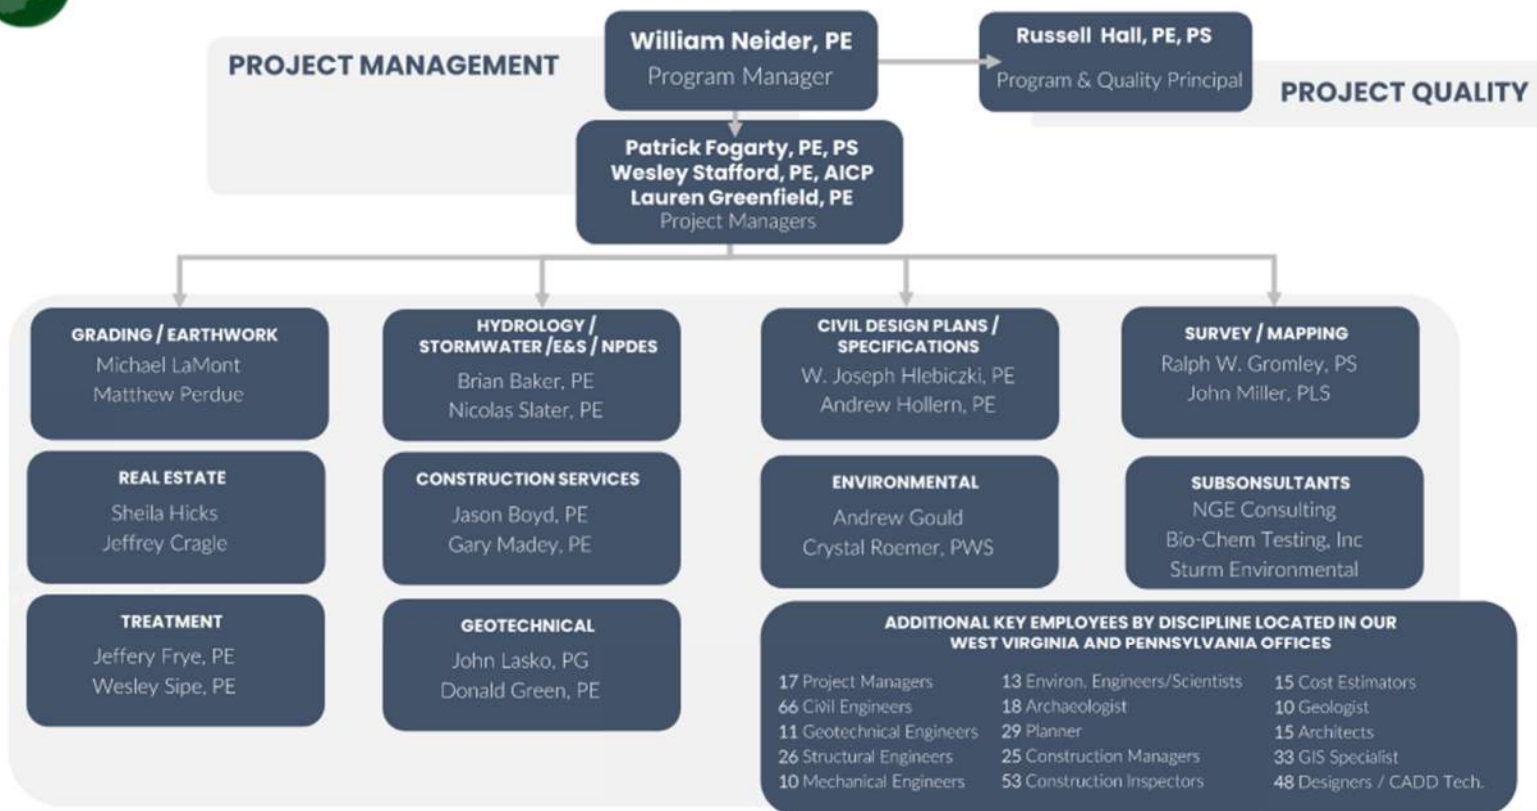 PROJECT MANAGEMENT
William Neider, PE
Program Manager
Russell Hall, PE, PS
Program & Quality Principal
PROJECT QUALITY
Patrick Fogarty, PE, PS
Wesley Stafford, PE, AICP
Lauren Greenfield, PE
Project Managers
GRADING / EARTHWORK
Michael LaMont
Matthew Perdue
HYDROLOGY /
STORMWATER /E&S / NPDES
Brian Baker, PE
Nicolas Slater, PE
CIVIL DESIGN PLANS /
SPECIFICATIONS
W. Joseph Hlebiczki, PE
Andrew Hollern, PE
SURVEY / MAPPING
Ralph W. Gromley, PS
John Miller, PLS
REAL ESTATE
Sheila Hicks
Jeffrey Cragle
CONSTRUCTION SERVICES
Jason Boyd, PE
Gary Madey, PE
ENVIRONMENTAL
Andrew Gould
Crystal Roemer, PWS
SUBSONSULTANTS
NGE Consulting
Bio-Chem Testing, Inc
Sturm Environmental
TREATMENT
Jeffery Frye, PE
Wesley Sipe, PE
GEOTECHNICAL
John Lasko, PG
Donald Green, PE
ADDITIONAL KEY EMPLOYEES BY DISCIPLINE LOCATED IN OUR
WEST VIRGINIA AND PENNSYLVANIA OFFICES
17 Project Managers
66 Civil Engineers
11 Geotechnical Engineers
26 Structural Engineers
10 Mechanical Engineers
13 Environ. Engineers/Scientists
18 Archaeologist
29 Planner
25 Construction Managers
53 Construction Inspectors
15 Cost Estimators
10 Geologist
15 Architects
33 GIS Specialist
48 Designers / CADD Tech.